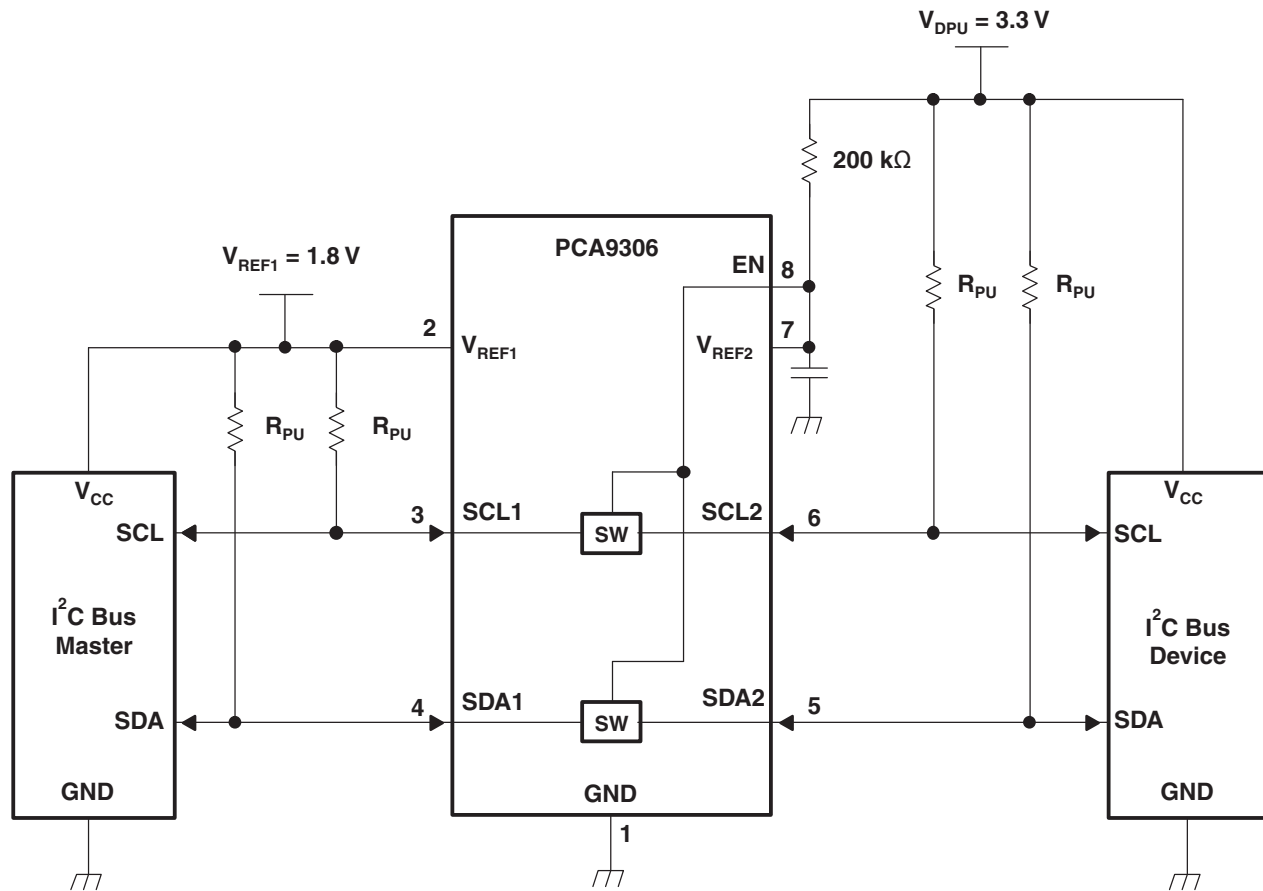 V_DPU = 3.3 V
200 kΩ
PCA9306
V_REF1 = 1.8 V
EN
8
R_PU
R_PU
2
7
V_REF1
V_REF2
R_PU
R_PU
V_CC
V_CC
SCL
3
SCL1
SW
SCL2
6
SCL
I²C Bus
Master
I²C Bus
Device
SDA
4
SDA1
SW
SDA2
5
SDA
GND
GND
GND
1